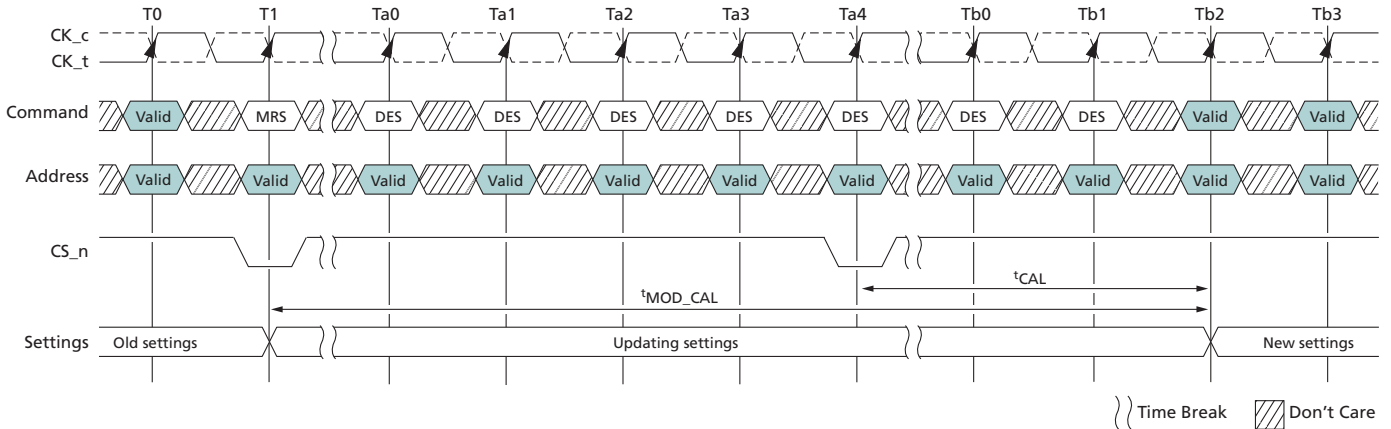 T0 T1 Ta0 Ta1 Ta2 Ta3 Ta4 Tb0 Tb1 Tb2 Tb3
CK_c
CK_t
Command Valid MRS DES DES DES DES DES DES DES Valid Valid
Address Valid Valid Valid Valid Valid Valid Valid Valid Valid Valid Valid
CS_n
tCAL
tMOD_CAL
Settings Old settings Updating settings New settings
Time Break Don't Care